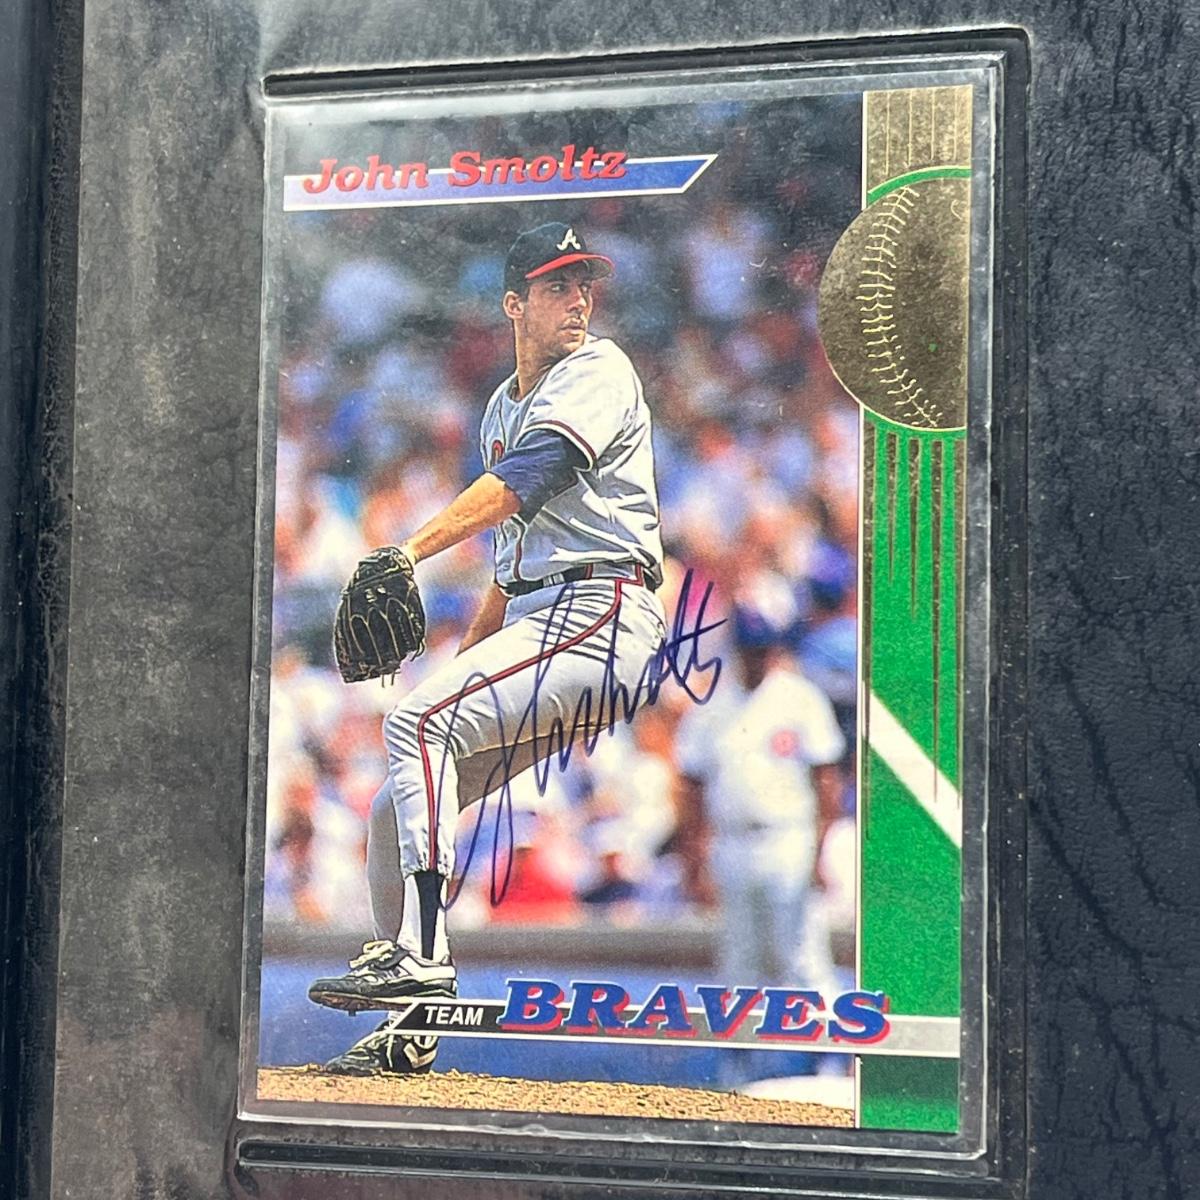 John Smoltz
A
TEAM BRAVES